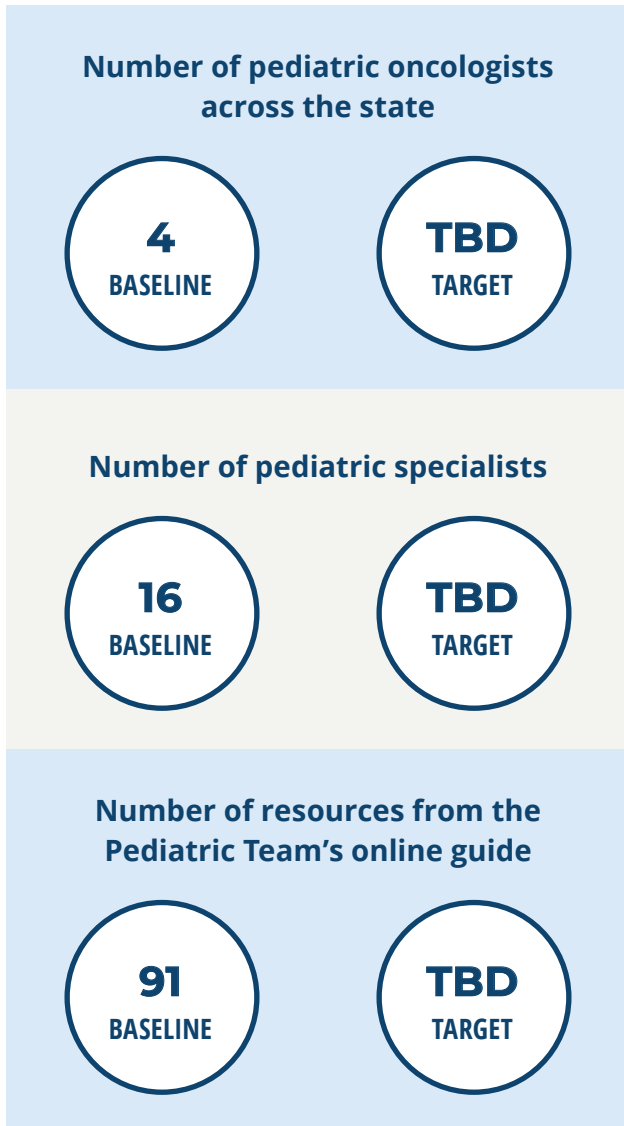 Number of pediatric oncologists
across the state
4
BASELINE
TBD
TARGET
Number of pediatric specialists
16
BASELINE
TBD
TARGET
Number of resources from the
Pediatric Team’s online guide
91
BASELINE
TBD
TARGET